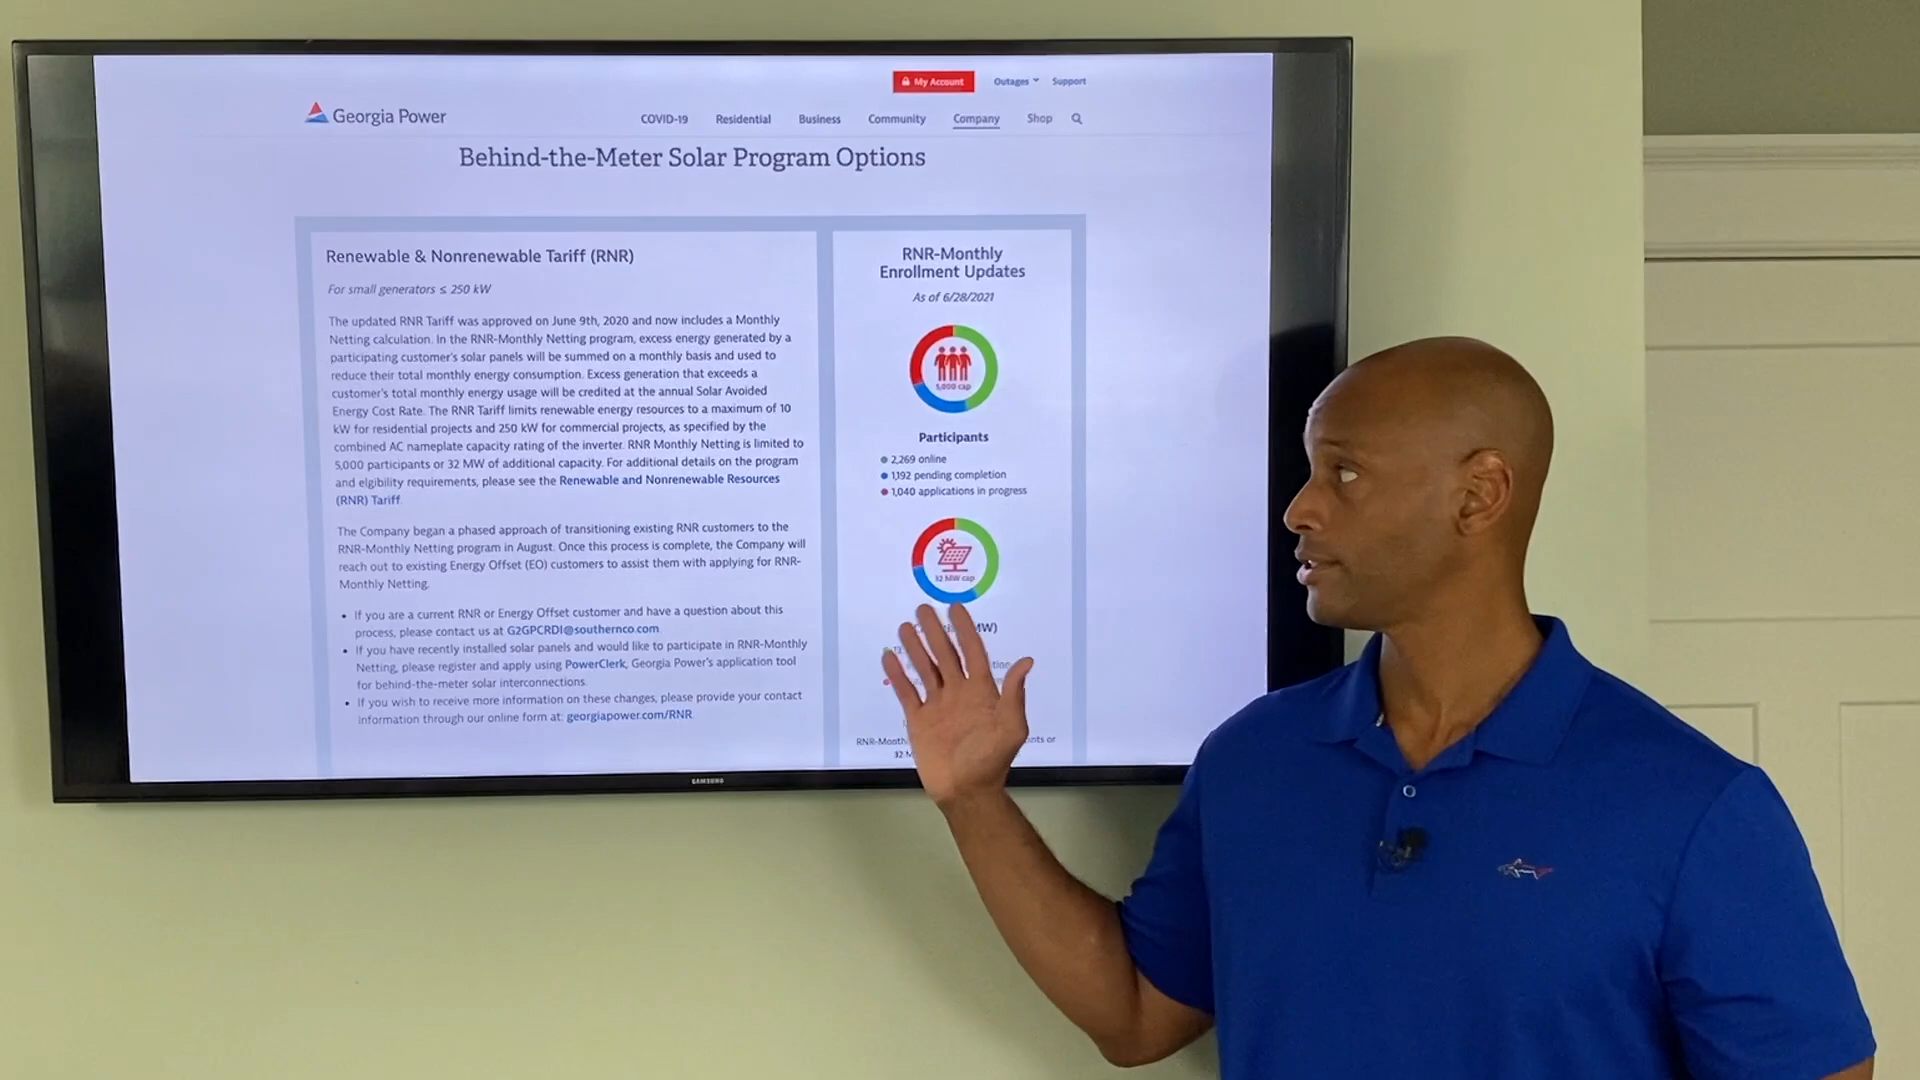 My Account
Outages
Support
Georgia Power
COVID-19
Residential
Business
Community
Company
Shop
Behind-the-Meter Solar Program Options
Renewable & Nonrenewable Tariff (RNR)
For small generators ≤ 250 kW
The updated RNR Tariff was approved on June 9th, 2020 and now includes a Monthly
Netting calculation. In the RNR-Monthly Netting program, excess energy generated by a
participating customer's solar panels will be summed on a monthly basis and used to
reduce their total monthly energy consumption. Excess generation that exceeds a
customer's total monthly energy usage will be credited at the annual Solar Avoided
Energy Cost Rate. The RNR Tariff limits renewable energy resources to a maximum of 10
kW for residential projects and 250 kW for commercial projects, as specified by the
combined AC nameplate capacity rating of the inverter. RNR Monthly Netting is limited to
5,000 participants or 32 MW of additional capacity. For additional details on the program
and elgibility requirements, please see the Renewable and Nonrenewable Resources
(RNR) Tariff.
The Company began a phased approach of transitioning existing RNR customers to the
RNR-Monthly Netting program in August. Once this process is complete, the Company will
reach out to existing Energy Offset (EO) customers to assist them with applying for RNR-
Monthly Netting.
• If you are a current RNR or Energy Offset customer and have a question about this
process, please contact us at G2GPCRDI@southernco.com.
• If you have recently installed solar panels and would like to participate in RNR-Monthly
Netting, please register and apply using PowerClerk, Georgia Power's application tool
for behind-the-meter solar interconnections.
• If you wish to receive more information on these changes, please provide your contact
information through our online form at: georgiapower.com/RNR.
RNR-Monthly
Enrollment Updates
As of 6/28/2021
5,000 cap
Participants
2,269 online
1,192 pending completion
1,040 applications in progress
32 MW cap
MW)
RNR-Month
or
32
SAMSUNG